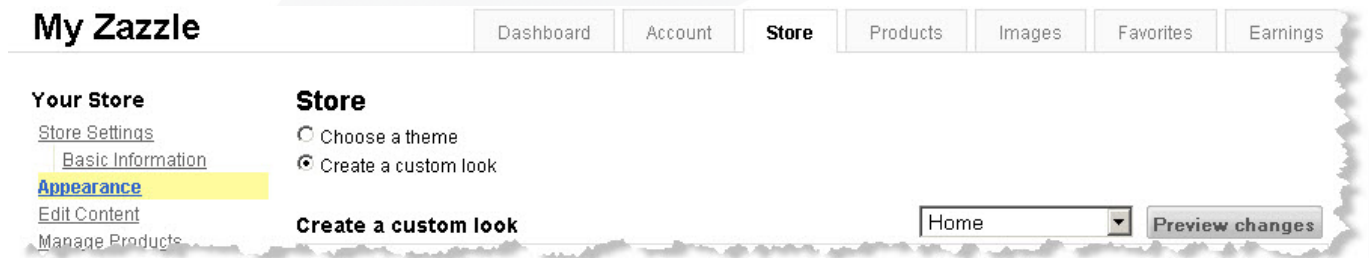 My Zazzle
Dashboard Account Store Products Images Favorites Earnings
Your Store
Store Settings
Basic Information
Appearance
Edit Content
Manage Products
Store
Choose a theme
Create a custom look
Create a custom look
Home
Preview changes